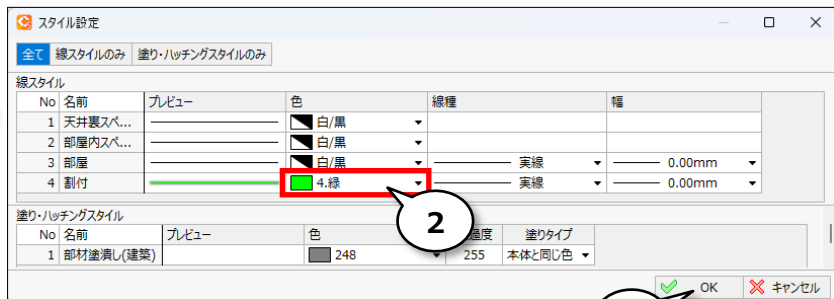 スタイル設定
全て 線スタイルのみ 塗り・ハッチングスタイルのみ
線スタイル
No 名前 プレビュー 色 線種 幅
1 天井裏スペ... 白/黒
2 部屋内スペ... 白/黒
3 部屋 白/黒 実線 0.00mm
4 割付 4.緑 実線 0.00mm
2
塗り・ハッチングスタイル
No 名前 プレビュー 色 過度 塗りタイプ
1 部材塗潰し(建築) 248 255 本体と同じ色
OK キャンセル